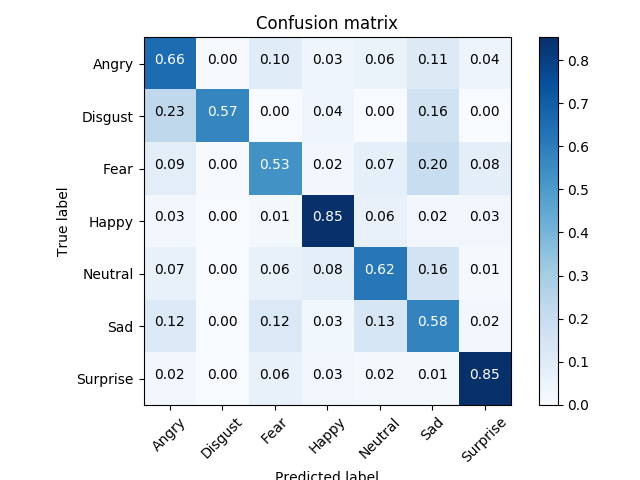 Confusion matrix
True label
Angry 0.66 0.00 0.10 0.03 0.06 0.11 0.04
Disgust 0.23 0.57 0.00 0.04 0.00 0.16 0.00
Fear 0.09 0.00 0.53 0.02 0.07 0.20 0.08
Happy 0.03 0.00 0.01 0.85 0.06 0.02 0.03
Neutral 0.07 0.00 0.06 0.08 0.62 0.16 0.01
Sad 0.12 0.00 0.12 0.03 0.13 0.58 0.02
Surprise 0.02 0.00 0.06 0.03 0.02 0.01 0.85
Angry Disgust Fear Happy Neutral Sad Surprise
Predicted label
0.8
0.7
0.6
0.5
0.4
0.3
0.2
0.1
0.0